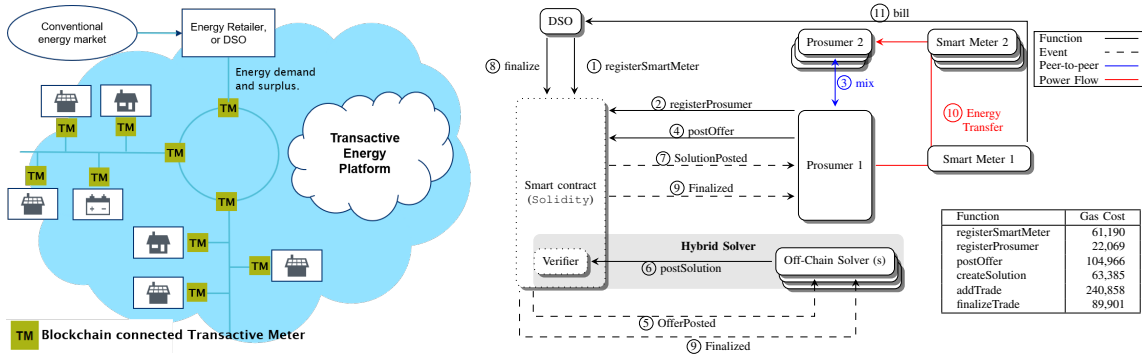 Conventional
energy market
Energy Retailer,
or DSO
Energy demand
and surplus.
TM
TM
TM
TM
TM
TM
TM
TM
TM
TM
Transactive
Energy
Platform
TM Blockchain connected Transactive Meter
DSO
11 bill
8 finalize
1 registerSmartMeter
Prosumer 2
Smart Meter 2
Function
Event
Peer-to-peer
Power Flow
3 mix
2 registerProsumer
4 postOffer
7 SolutionPosted
9 Finalized
10 Energy
Transfer
Prosumer 1
Smart Meter 1
Smart contract
(Solidity)
Hybrid Solver
Verifier
6 postSolution
Off-Chain Solver (s)
5 OfferPosted
9 Finalized
Function Gas Cost
registerSmartMeter 61,190
registerProsumer 22,069
postOffer 104,966
createSolution 63,385
addTrade 240,858
finalizeTrade 89,901